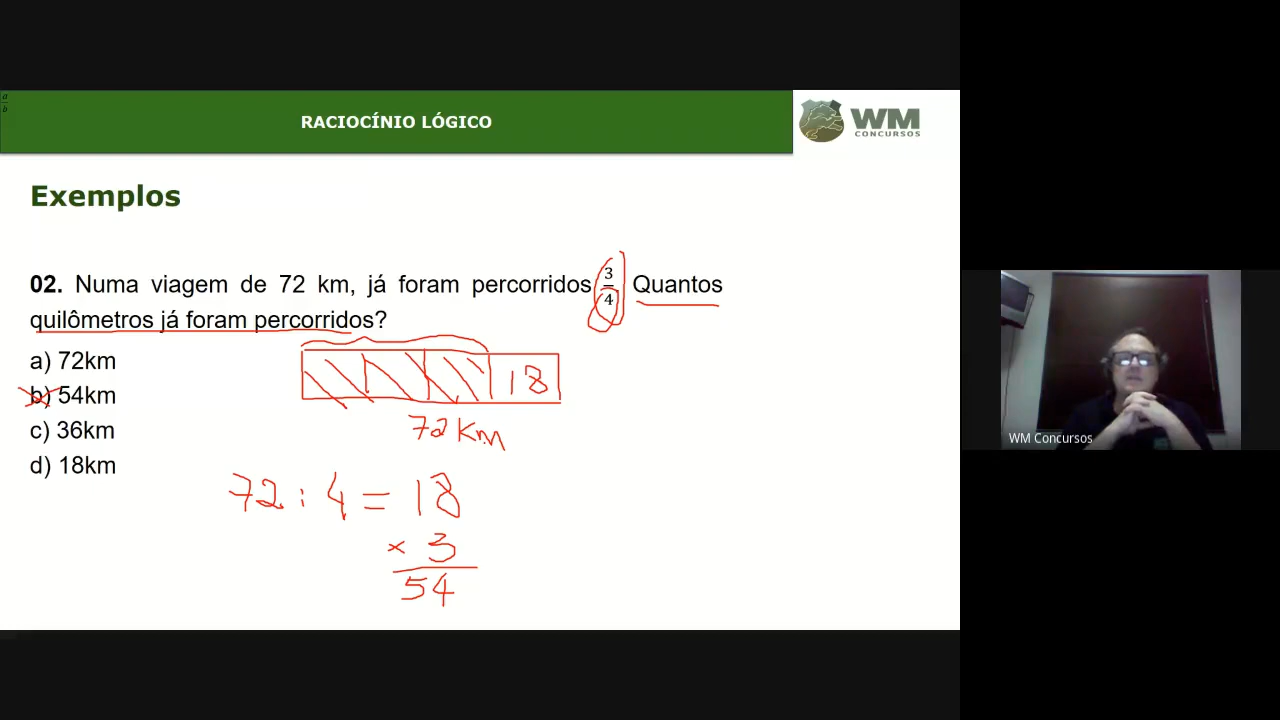 a
b
RACIOCÍNIO LÓGICO
WM
CONCURSOS
Exemplos
02. Numa viagem de 72 km, já foram percorridos 3/4. Quantos
quilômetros já foram percorridos?
a) 72km
b) 54km
c) 36km
d) 18km
18
72 Km
72 : 4 = 18
× 3
54
WM Concursos